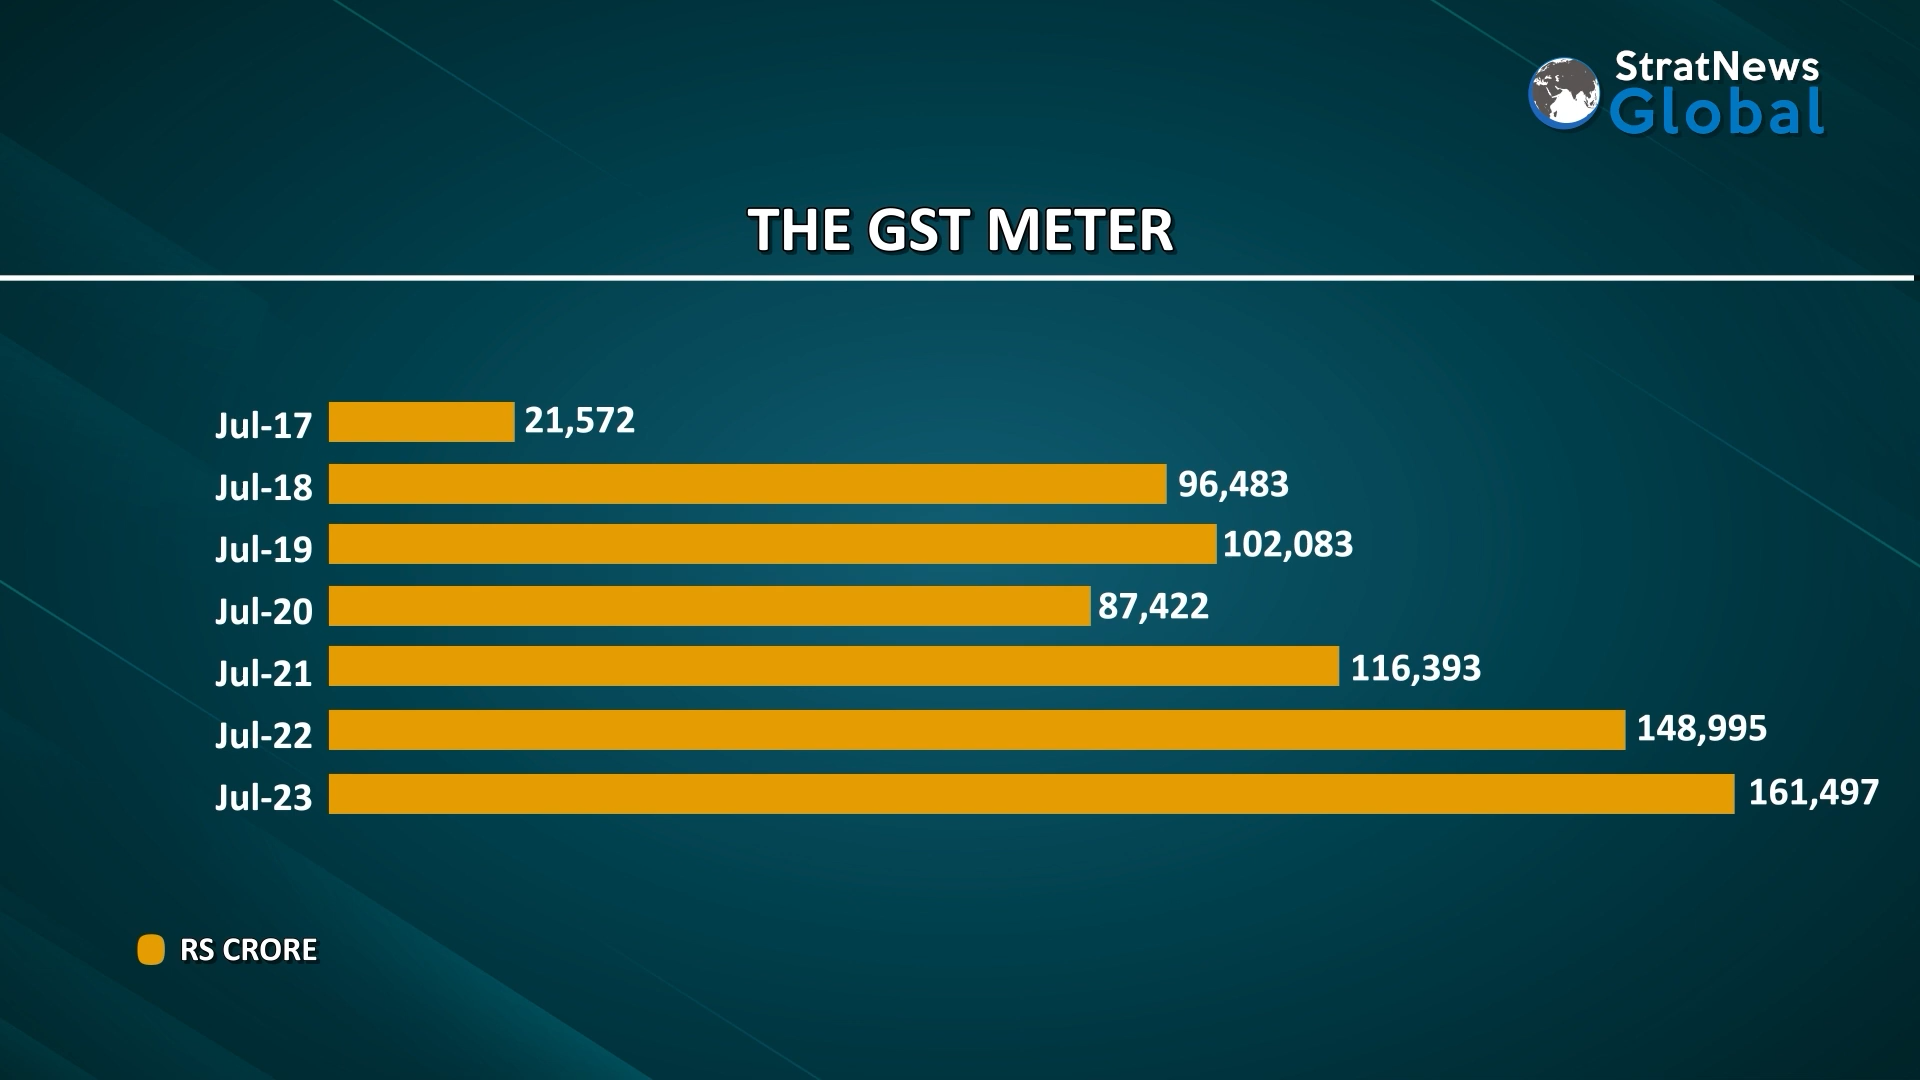 StratNews
Global
THE GST METER
Jul-17 21,572
Jul-18 96,483
Jul-19 102,083
Jul-20 87,422
Jul-21 116,393
Jul-22 148,995
Jul-23 161,497
RS CRORE